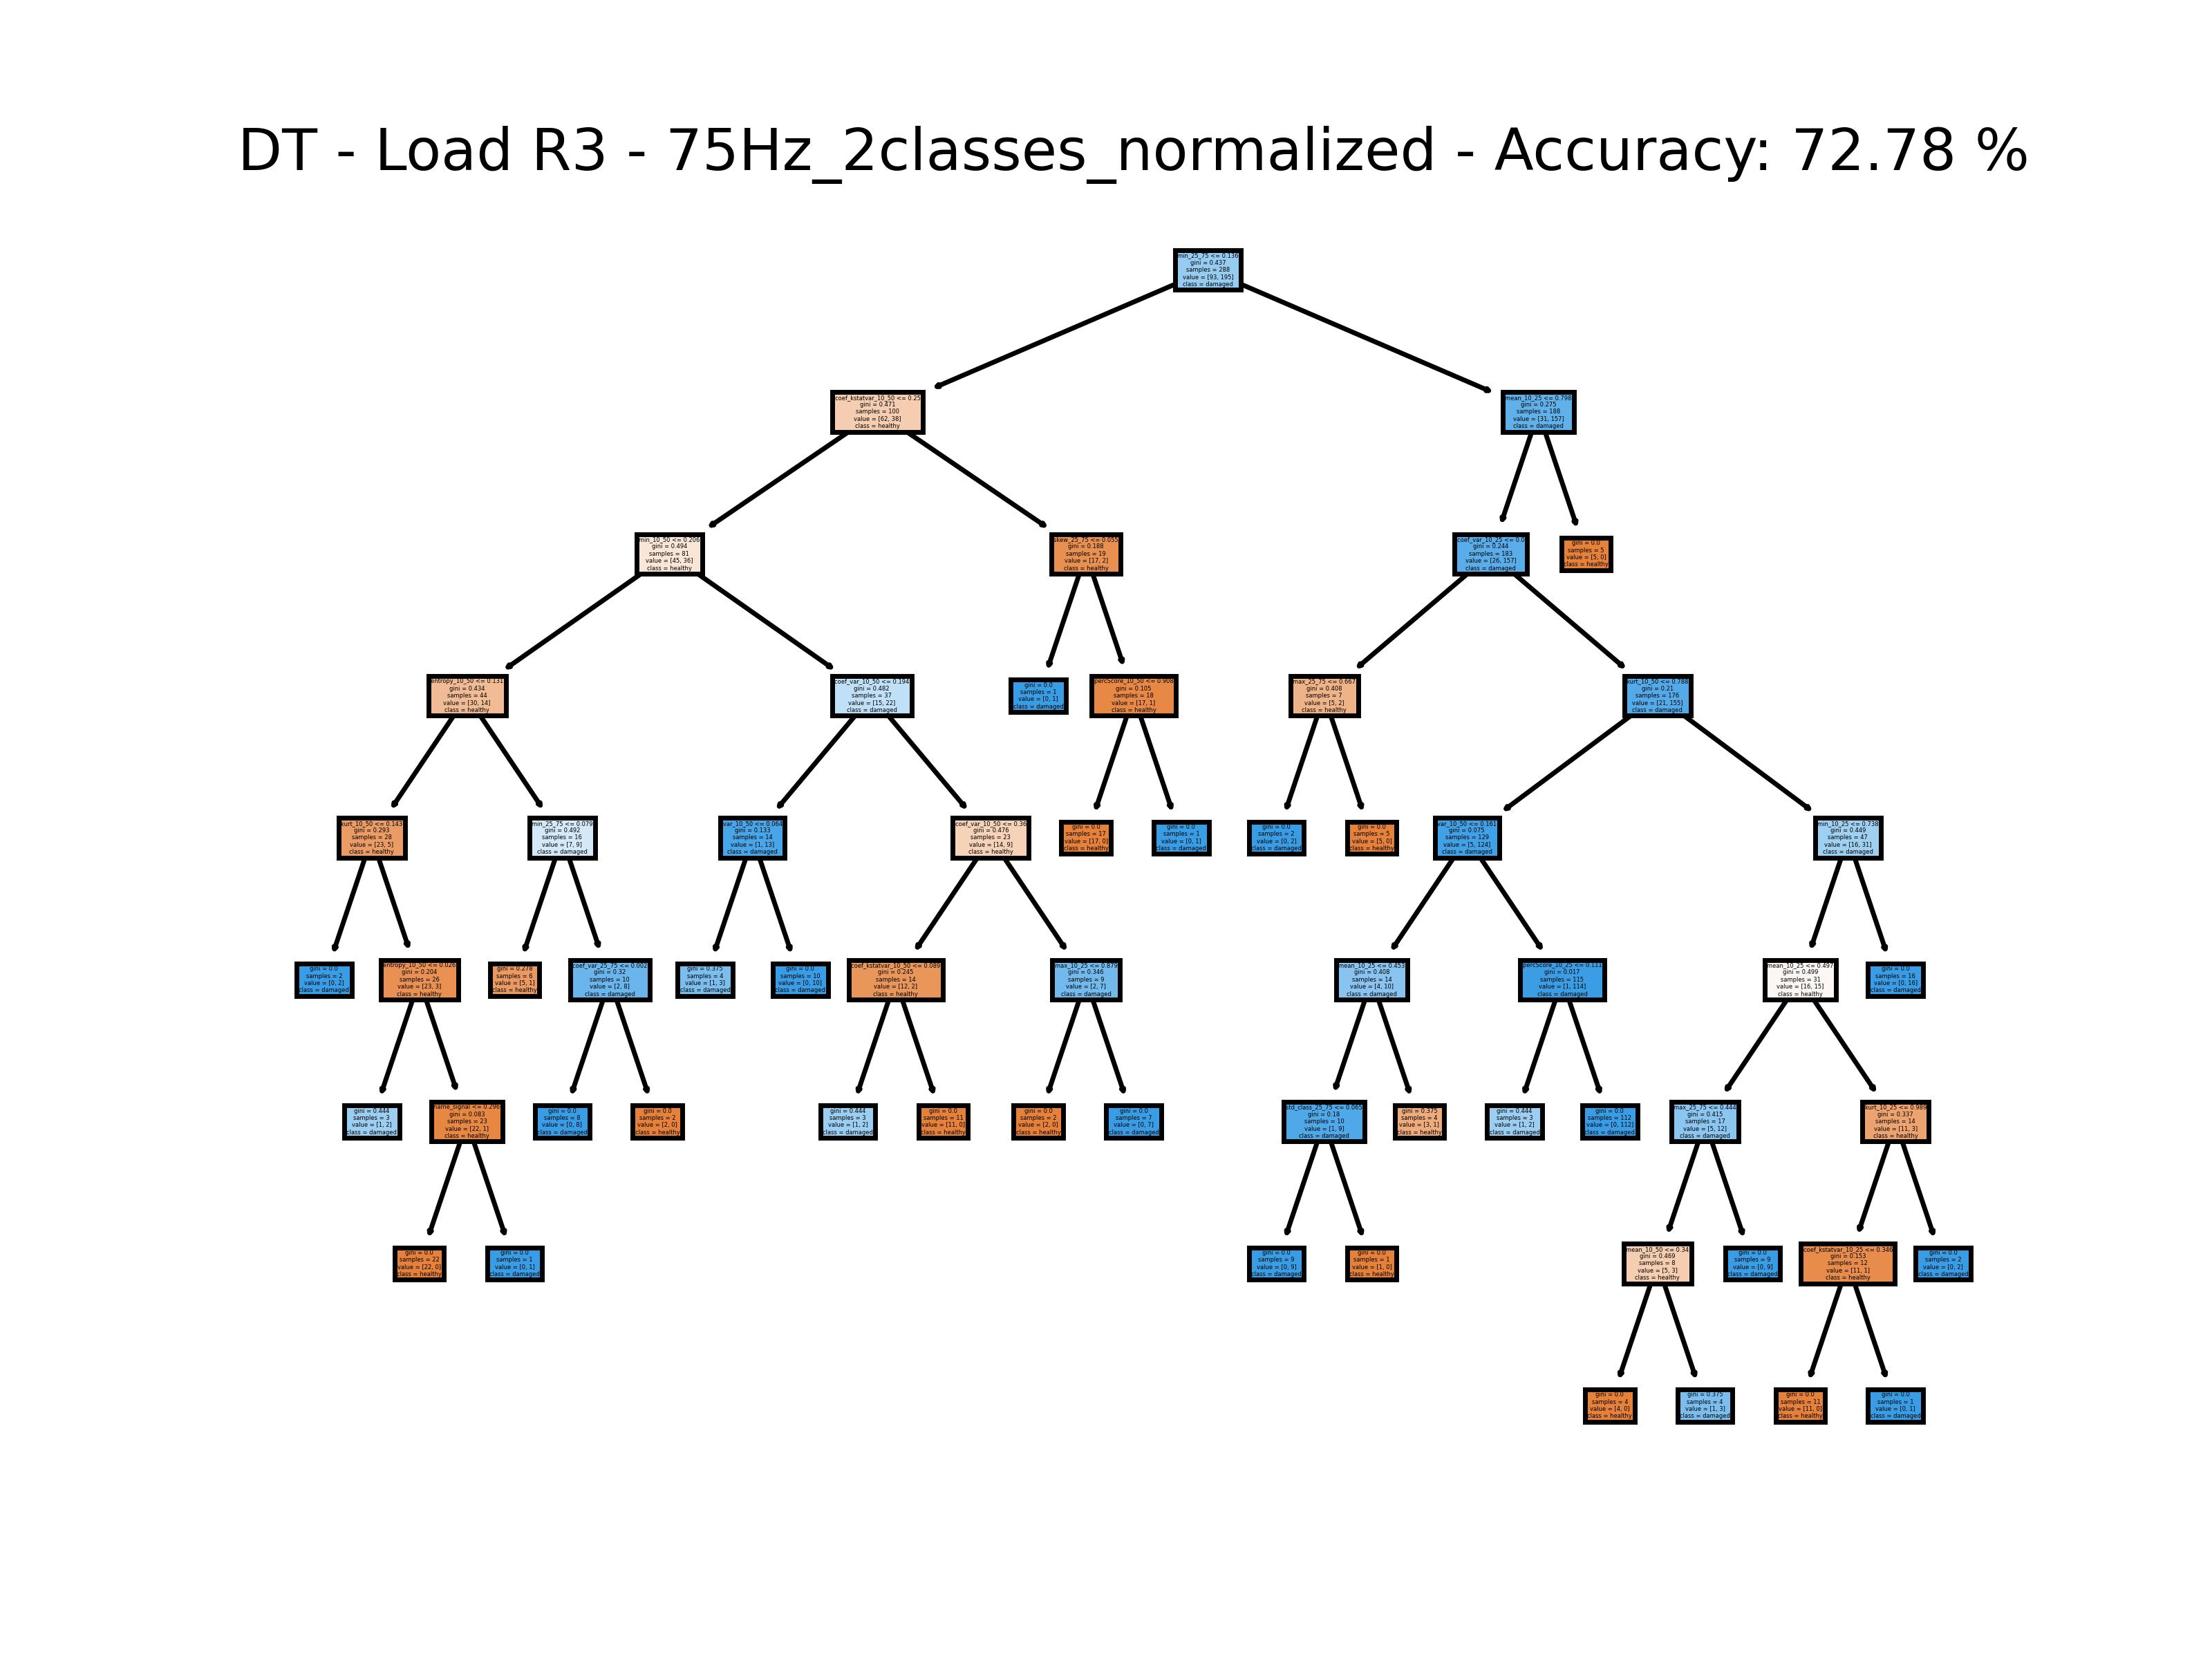 DT - Load R3 - 75Hz_2classes_normalized - Accuracy: 72.78 %
min_25_75 <= 0.136
gini = 0.437
samples = 288
value = [93, 195]
class = damaged
coef_kstatvar_10_50 <= 0.25
gini = 0.471
samples = 100
value = [62, 38]
class = healthy
mean_10_25 <= 0.798
gini = 0.275
samples = 188
value = [31, 157]
class = damaged
min_10_50 <= 0.206
gini = 0.494
samples = 81
value = [45, 36]
class = healthy
skew_25_75 <= 0.055
gini = 0.188
samples = 19
value = [17, 2]
class = healthy
coef_var_10_25 <= 0.0
gini = 0.244
samples = 183
value = [26, 157]
class = damaged
gini = 0.0
samples = 5
value = [5, 0]
class = healthy
entropy_10_50 <= 0.131
gini = 0.434
samples = 44
value = [30, 14]
class = healthy
coef_var_10_50 <= 0.194
gini = 0.482
samples = 37
value = [15, 22]
class = damaged
gini = 0.0
samples = 1
value = [0, 1]
class = damaged
percScore_10_50 <= 0.908
gini = 0.105
samples = 18
value = [17, 1]
class = healthy
max_25_75 <= 0.667
gini = 0.408
samples = 7
value = [5, 2]
class = healthy
kurt_10_50 <= 0.788
gini = 0.21
samples = 176
value = [21, 155]
class = damaged
kurt_10_50 <= 0.143
gini = 0.293
samples = 28
value = [23, 5]
class = healthy
min_25_75 <= 0.079
gini = 0.492
samples = 16
value = [7, 9]
class = damaged
var_10_50 <= 0.064
gini = 0.133
samples = 14
value = [1, 13]
class = damaged
coef_var_10_50 <= 0.36
gini = 0.476
samples = 23
value = [14, 9]
class = healthy
gini = 0.0
samples = 17
value = [17, 0]
class = healthy
gini = 0.0
samples = 1
value = [0, 1]
class = damaged
gini = 0.0
samples = 2
value = [0, 2]
class = damaged
gini = 0.0
samples = 5
value = [5, 0]
class = healthy
var_10_50 <= 0.161
gini = 0.075
samples = 129
value = [5, 124]
class = damaged
min_10_25 <= 0.738
gini = 0.449
samples = 47
value = [16, 31]
class = damaged
gini = 0.0
samples = 2
value = [0, 2]
class = damaged
entropy_10_50 <= 0.026
gini = 0.204
samples = 26
value = [23, 3]
class = healthy
gini = 0.278
samples = 6
value = [5, 1]
class = healthy
coef_var_25_75 <= 0.002
gini = 0.32
samples = 10
value = [2, 8]
class = damaged
gini = 0.375
samples = 4
value = [1, 3]
class = damaged
gini = 0.0
samples = 10
value = [0, 10]
class = damaged
coef_kstatvar_10_50 <= 0.089
gini = 0.245
samples = 14
value = [12, 2]
class = healthy
max_10_25 <= 0.879
gini = 0.346
samples = 9
value = [2, 7]
class = damaged
mean_10_25 <= 0.453
gini = 0.408
samples = 14
value = [4, 10]
class = damaged
percScore_10_25 <= 0.111
gini = 0.017
samples = 115
value = [1, 114]
class = damaged
mean_10_25 <= 0.497
gini = 0.499
samples = 31
value = [16, 15]
class = healthy
gini = 0.0
samples = 16
value = [0, 16]
class = damaged
gini = 0.444
samples = 3
value = [1, 2]
class = damaged
name_signal <= 0.296
gini = 0.083
samples = 23
value = [22, 1]
class = healthy
gini = 0.0
samples = 8
value = [0, 8]
class = damaged
gini = 0.0
samples = 2
value = [2, 0]
class = healthy
gini = 0.444
samples = 3
value = [1, 2]
class = damaged
gini = 0.0
samples = 11
value = [11, 0]
class = healthy
gini = 0.0
samples = 2
value = [2, 0]
class = healthy
gini = 0.0
samples = 7
value = [0, 7]
class = damaged
std_class_25_75 <= 0.065
gini = 0.18
samples = 10
value = [1, 9]
class = damaged
gini = 0.375
samples = 4
value = [3, 1]
class = healthy
gini = 0.444
samples = 3
value = [1, 2]
class = damaged
gini = 0.0
samples = 112
value = [0, 112]
class = damaged
max_25_75 <= 0.444
gini = 0.415
samples = 17
value = [5, 12]
class = damaged
kurt_10_25 <= 0.989
gini = 0.337
samples = 14
value = [11, 3]
class = healthy
gini = 0.0
samples = 22
value = [22, 0]
class = healthy
gini = 0.0
samples = 1
value = [0, 1]
class = damaged
gini = 0.0
samples = 9
value = [0, 9]
class = damaged
gini = 0.0
samples = 1
value = [1, 0]
class = healthy
mean_10_50 <= 0.34
gini = 0.469
samples = 8
value = [5, 3]
class = healthy
gini = 0.0
samples = 9
value = [0, 9]
class = damaged
coef_kstatvar_10_25 <= 0.346
gini = 0.153
samples = 12
value = [11, 1]
class = healthy
gini = 0.0
samples = 2
value = [0, 2]
class = damaged
gini = 0.0
samples = 4
value = [4, 0]
class = healthy
gini = 0.375
samples = 4
value = [1, 3]
class = damaged
gini = 0.0
samples = 11
value = [11, 0]
class = healthy
gini = 0.0
samples = 1
value = [0, 1]
class = damaged